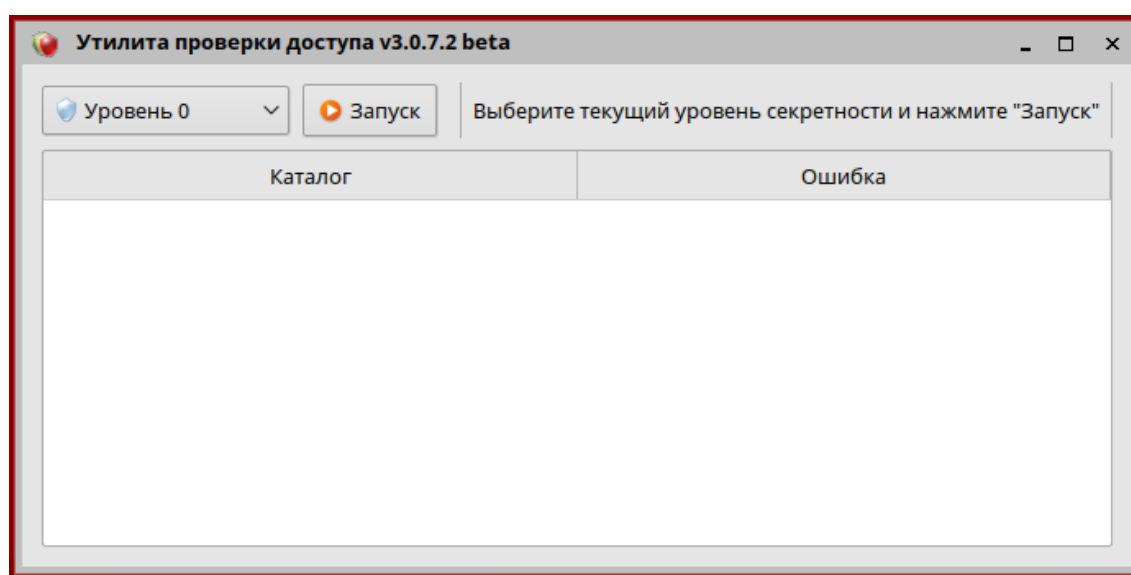 Утилита проверки доступа v3.0.7.2 beta
Уровень 0 Запуск Выберите текущий уровень секретности и нажмите "Запуск"
Каталог Ошибка